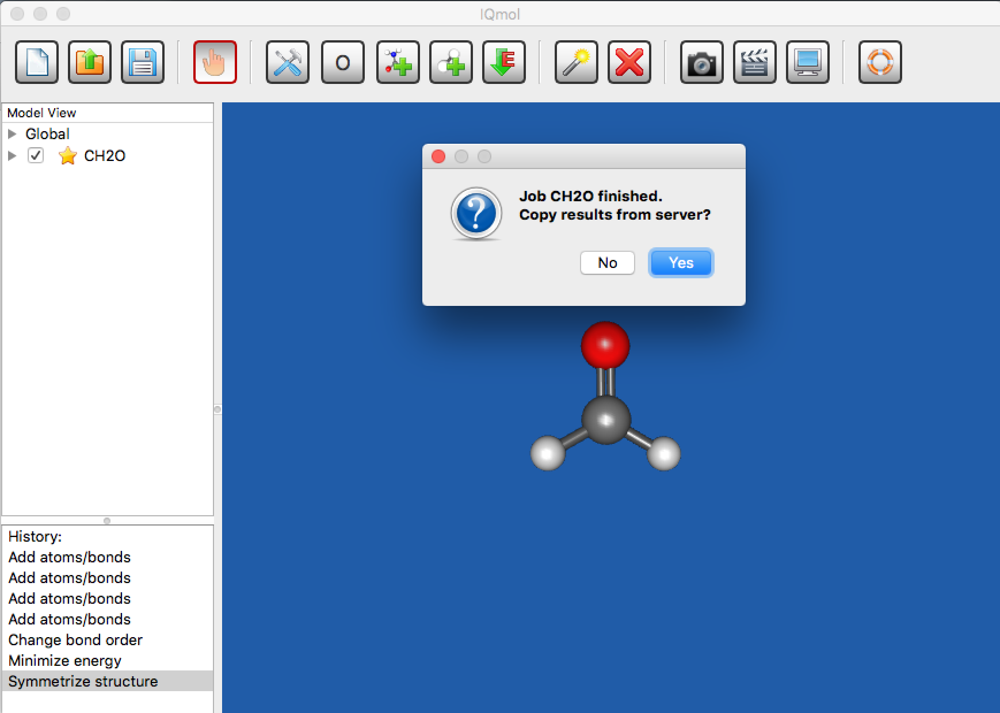 IQmol
O
E
Model View
Global
CH2O
Job CH2O finished.
Copy results from server?
No
Yes
History:
Add atoms/bonds
Add atoms/bonds
Add atoms/bonds
Add atoms/bonds
Change bond order
Minimize energy
Symmetrize structure